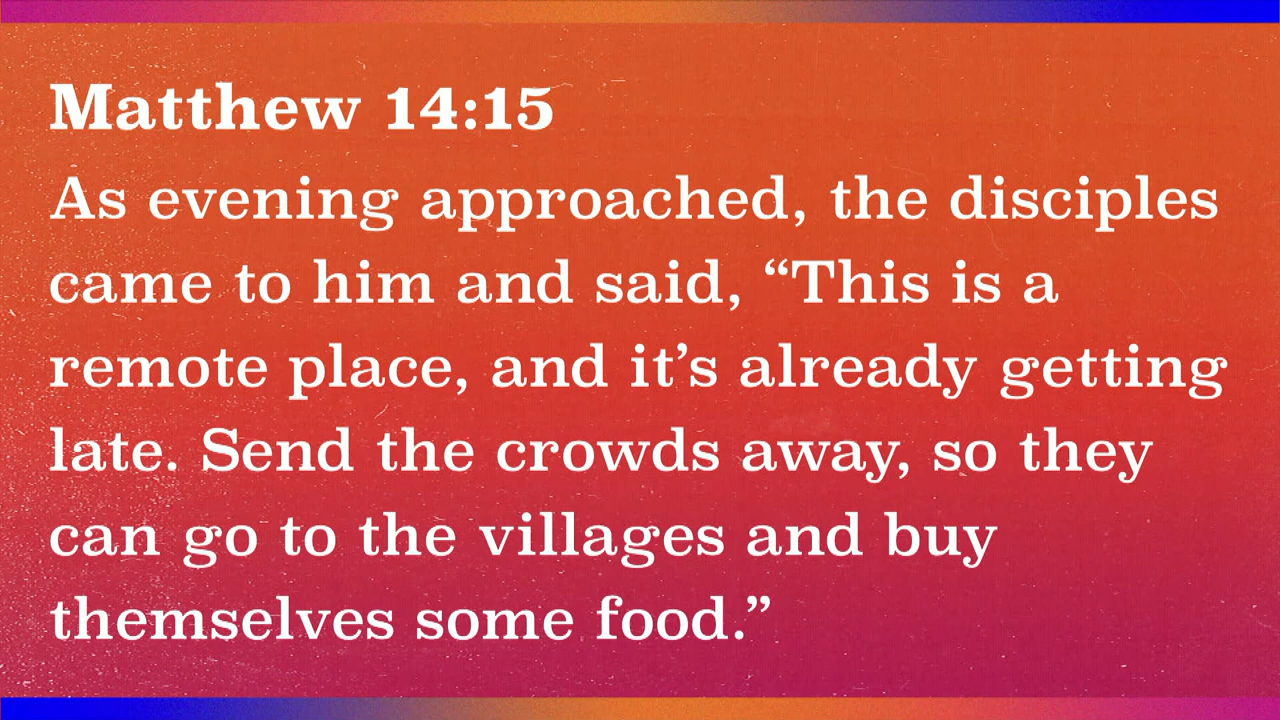 Matthew 14:15
As evening approached, the disciples
came to him and said, “This is a
remote place, and it’s already getting
late. Send the crowds away, so they
can go to the villages and buy
themselves some food.”